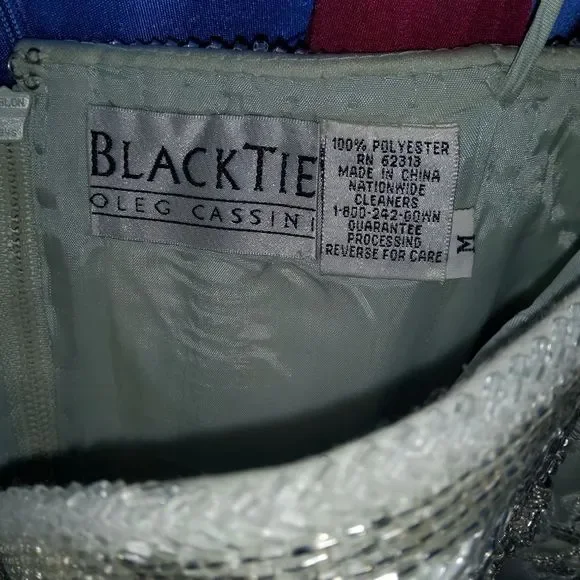 BLACKTIE
OLEG CASSINI
100% POLYESTER
RN 62313
MADE IN CHINA
NATIONWIDE
CLEANERS
1-800-242-GOWN
GUARANTEE
PROCESSING
REVERSE FOR CARE
M